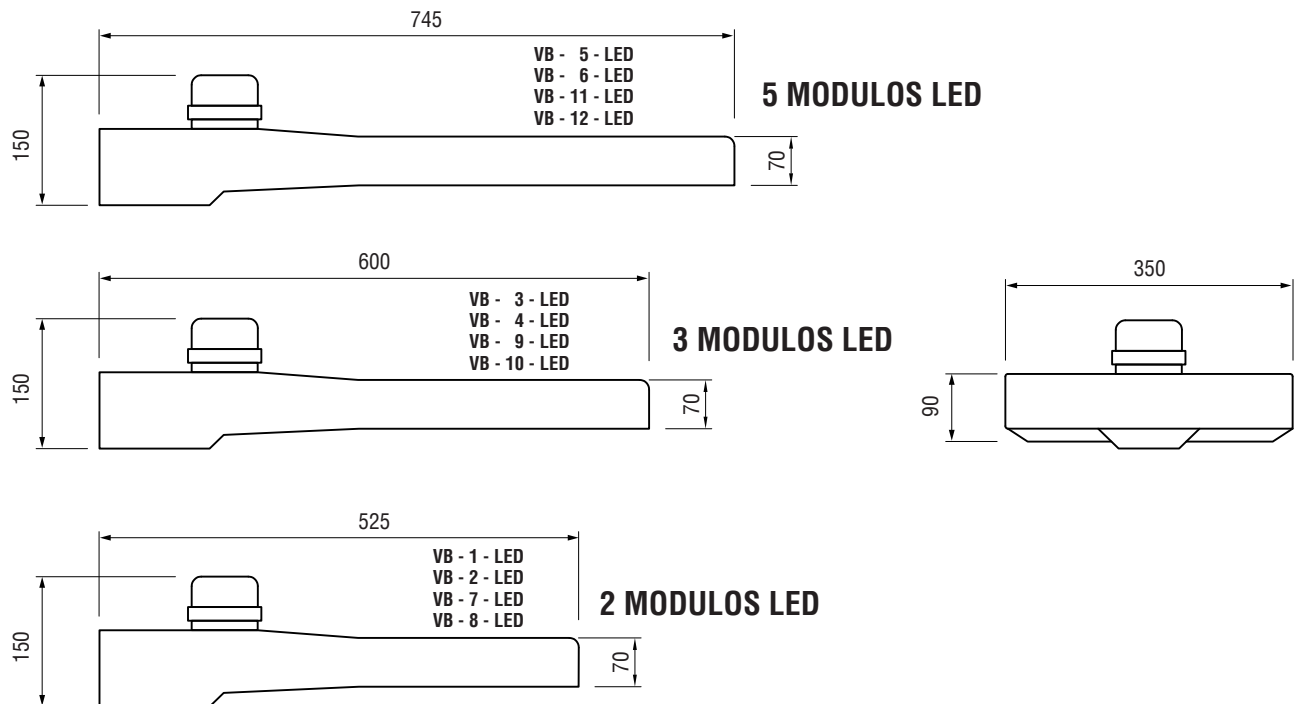 745
VB - 5 - LED
VB - 6 - LED
VB - 11 - LED
VB - 12 - LED
5 MODULOS LED
150
70
600
VB - 3 - LED
VB - 4 - LED
VB - 9 - LED
VB - 10 - LED
3 MODULOS LED
150
70
350
90
525
VB - 1 - LED
VB - 2 - LED
VB - 7 - LED
VB - 8 - LED
2 MODULOS LED
150
70